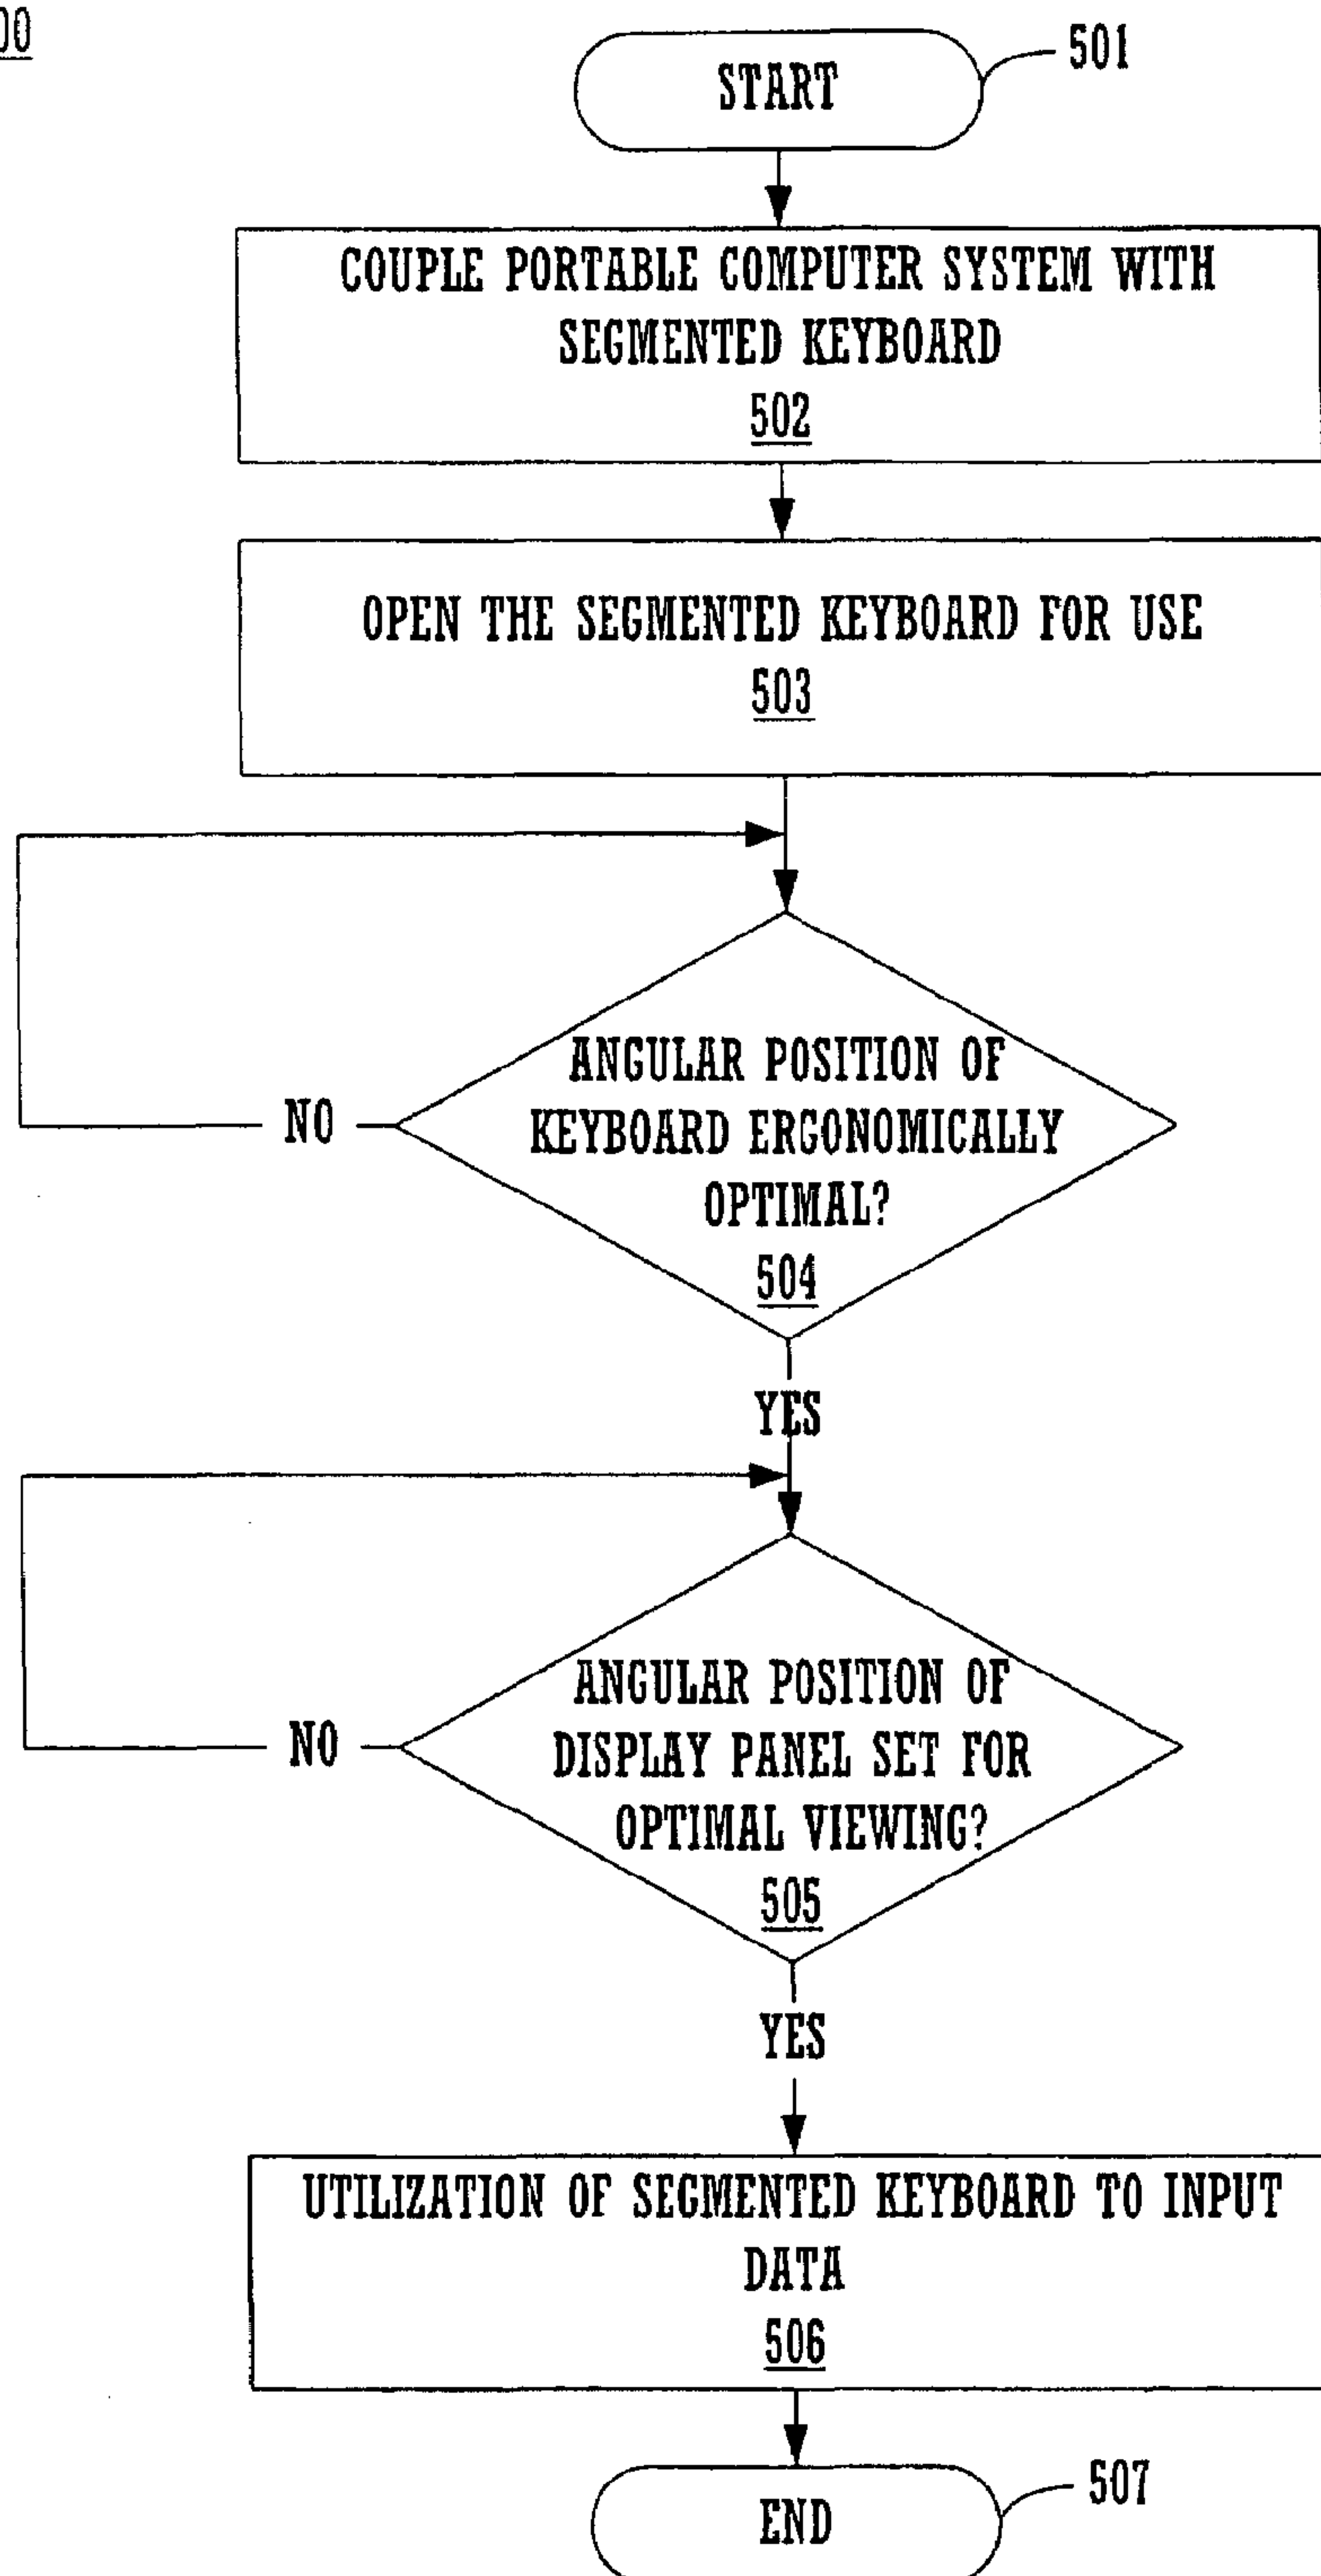 00
START
501
COUPLE PORTABLE COMPUTER SYSTEM WITH
SEGMENTED KEYBOARD
502
OPEN THE SEGMENTED KEYBOARD FOR USE
503
ANGULAR POSITION OF
KEYBOARD ERGONOMICALLY
OPTIMAL?
504
NO
YES
ANGULAR POSITION OF
DISPLAY PANEL SET FOR
OPTIMAL VIEWING?
505
NO
YES
UTILIZATION OF SEGMENTED KEYBOARD TO INPUT
DATA
506
END
507